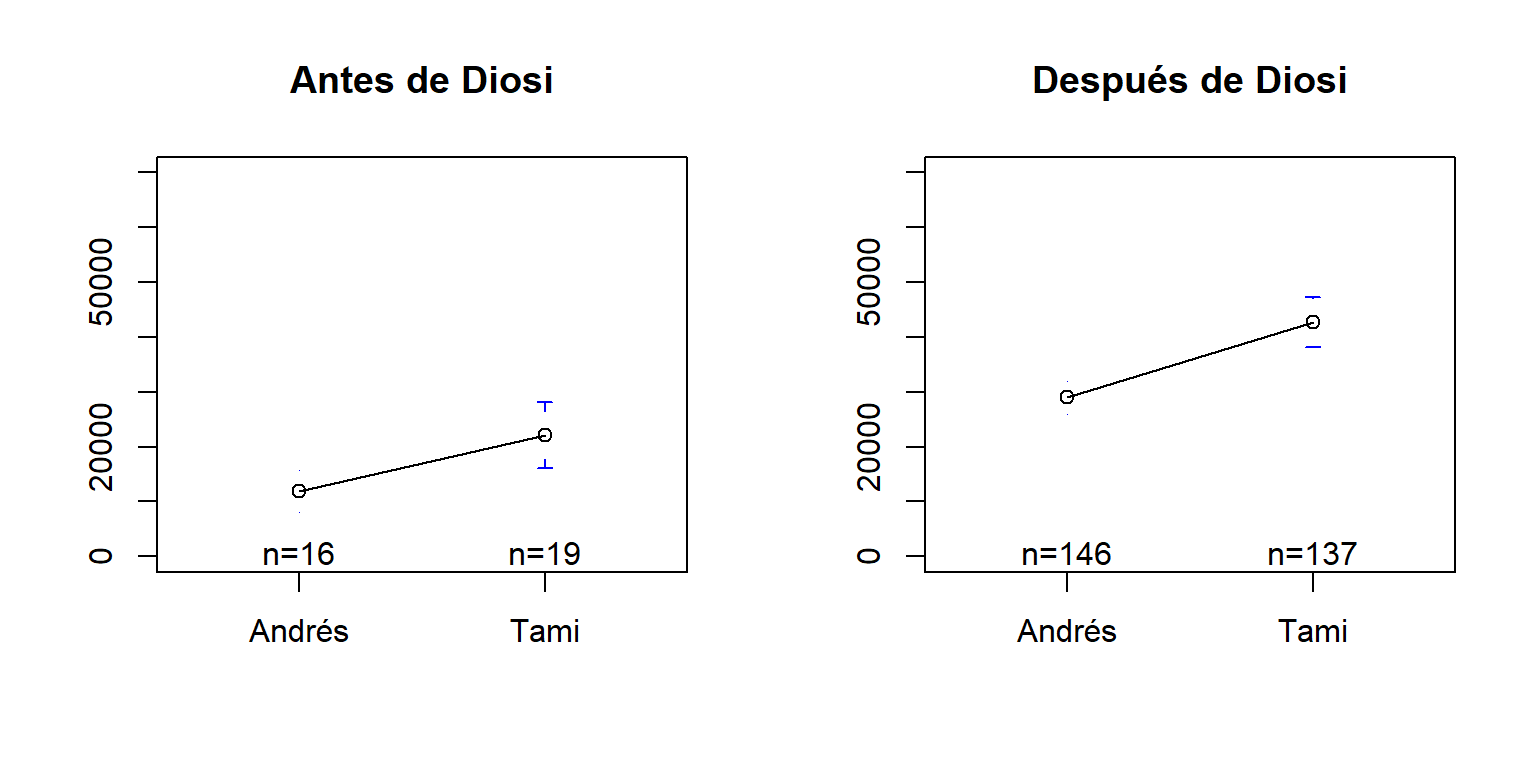 Antes de Diosi
50000
20000
0
n=16
n=19
Andrés
Tami
Después de Diosi
50000
20000
0
n=146
n=137
Andrés
Tami